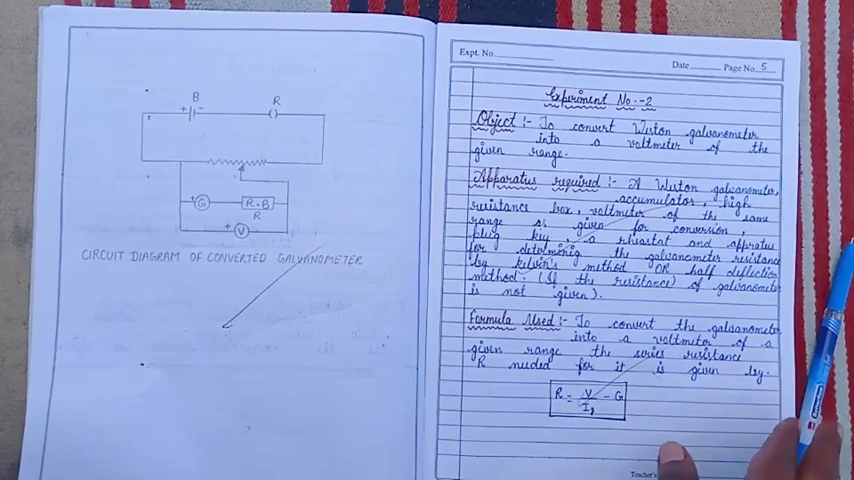 B
+ -
R
+ G
R.B
R
+ V
CIRCUIT DIAGRAM OF CONVERTED GALVANOMETER
Expt. No.
Date Page No. 5
Experiment No.-2
Object :- To convert Weston galvanometer
into a voltmeter of the
given range.
Apparatus required :- A Weston galvanometer,
accumulator, high
resistance box, voltmeter of the same
range as given for conversion,
plug key, a rheostat and appratus
for determinig the galvanometer resistance
by kelvin's method OR half deflection
method. (If the resistance) of galvanometer
is not given).
Formula Used :- To convert the galvanometer
into a voltmeter of a
given range the series resistance
R needed for it is given by.
R = V/Ig - G
Teacher's